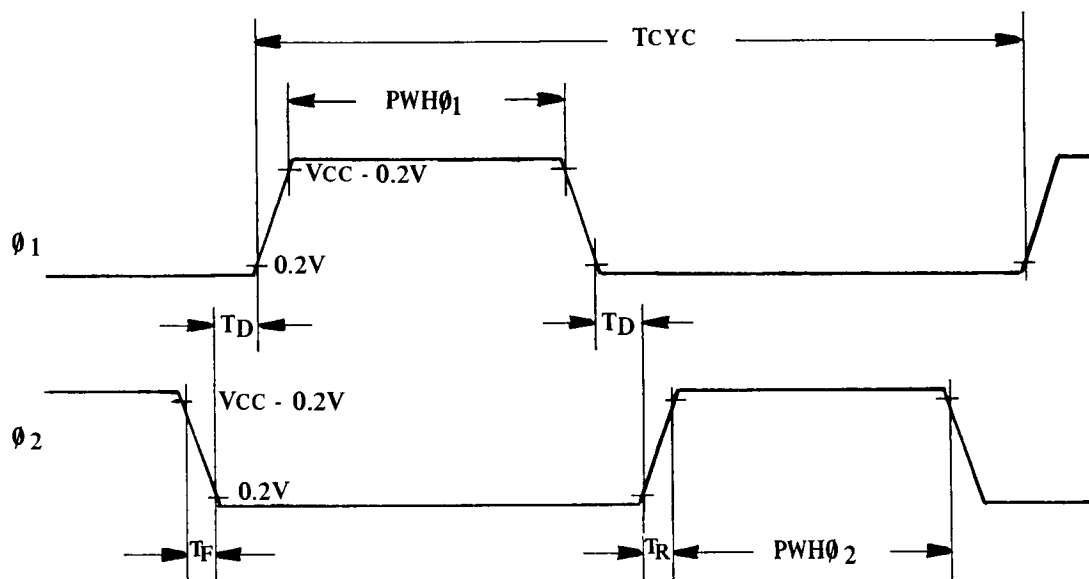 TCYC
PWHØ1
VCC - 0.2V
Ø1
0.2V
TD
TD
VCC - 0.2V
Ø2
0.2V
TF
TR
PWHØ2